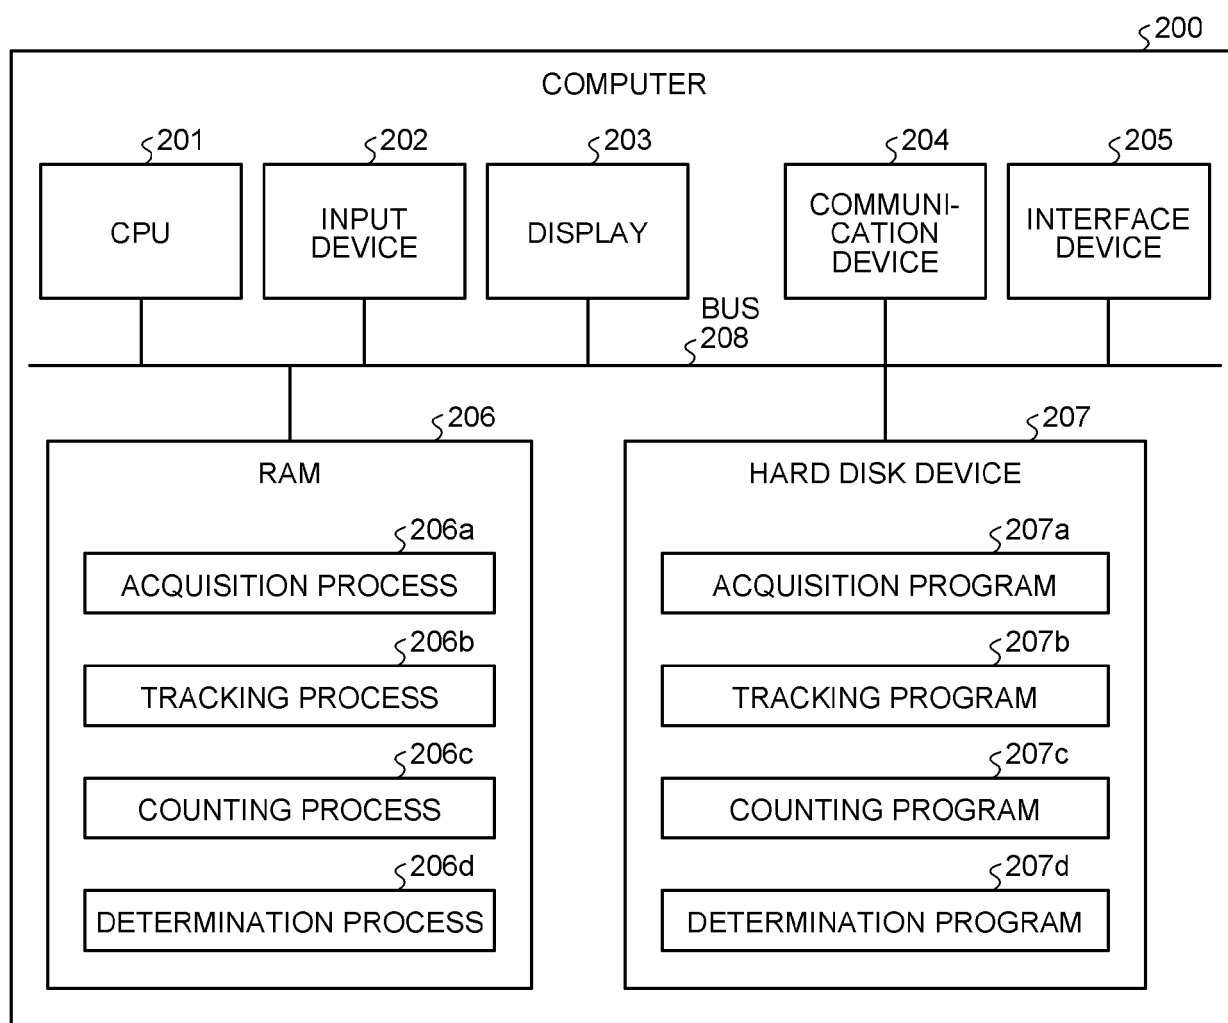 200
COMPUTER
201
202
203
204
205
CPU
INPUT
DEVICE
DISPLAY
COMMUNI-
CATION
DEVICE
INTERFACE
DEVICE
BUS
208
206
207
RAM
HARD DISK DEVICE
206a
207a
ACQUISITION PROCESS
ACQUISITION PROGRAM
206b
207b
TRACKING PROCESS
TRACKING PROGRAM
206c
207c
COUNTING PROCESS
COUNTING PROGRAM
206d
207d
DETERMINATION PROCESS
DETERMINATION PROGRAM